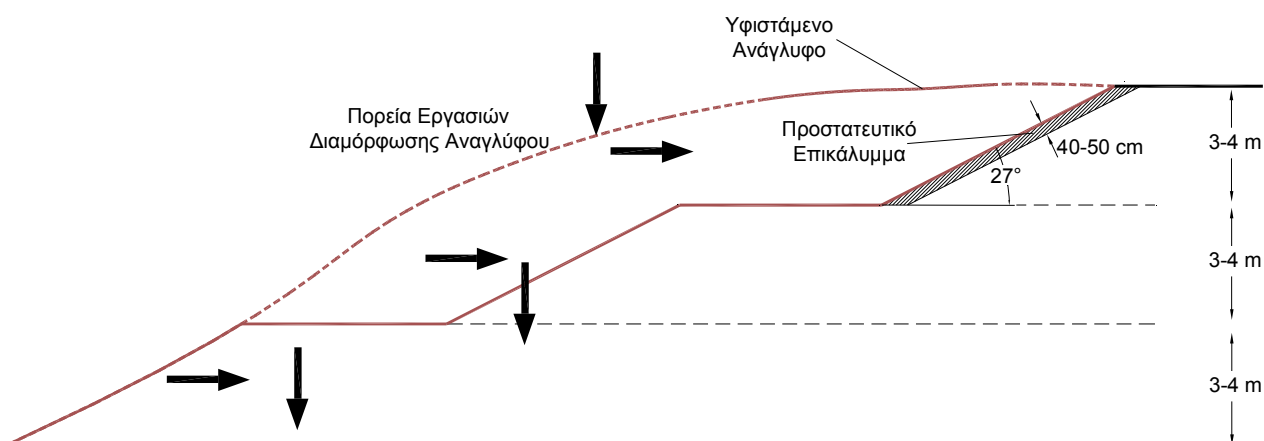 Υφιστάμενο
Ανάγλυφο
Πορεία Εργασιών
Διαμόρφωσης Αναγλύφου
Προστατευτικό
Επικάλυμμα
40-50 cm
27°
3-4 m
3-4 m
3-4 m